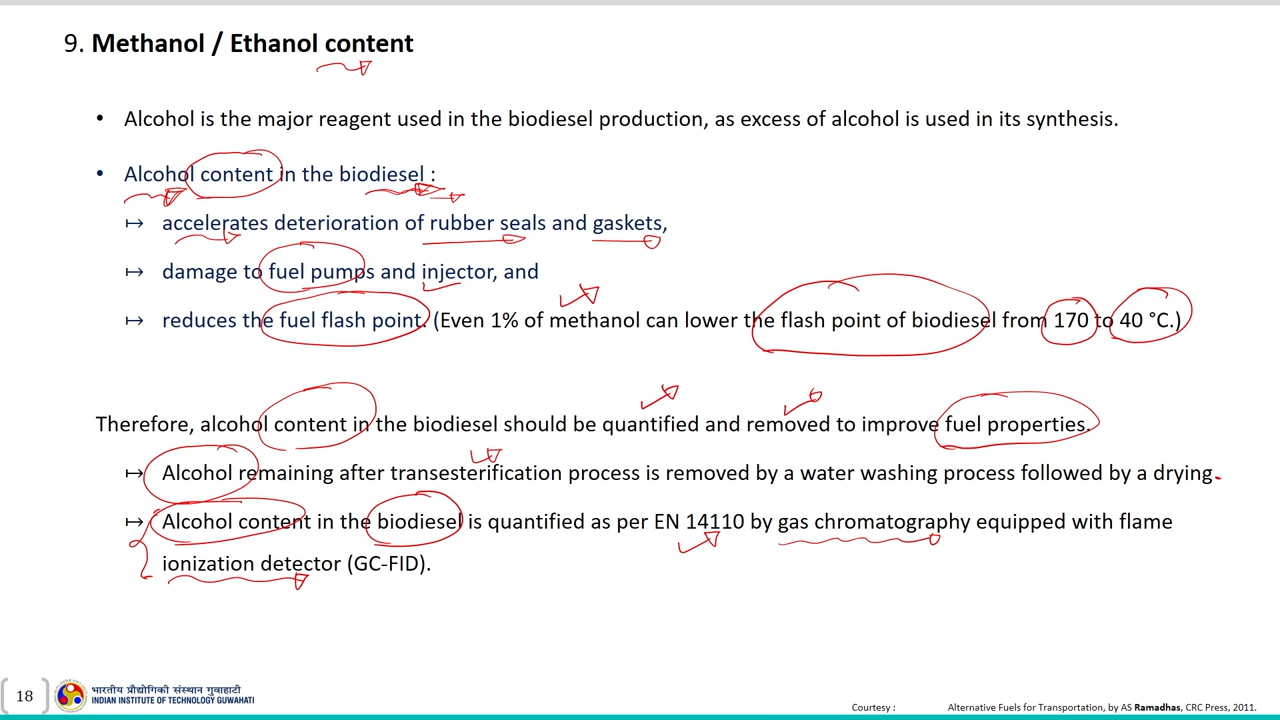 9. Methanol / Ethanol content
• Alcohol is the major reagent used in the biodiesel production, as excess of alcohol is used in its synthesis.
• Alcohol content in the biodiesel :
↦ accelerates deterioration of rubber seals and gaskets,
↦ damage to fuel pumps and injector, and
↦ reduces the fuel flash point. (Even 1% of methanol can lower the flash point of biodiesel from 170 to 40 °C.)
Therefore, alcohol content in the biodiesel should be quantified and removed to improve fuel properties.
↦ Alcohol remaining after transesterification process is removed by a water washing process followed by a drying.
↦ Alcohol content in the biodiesel is quantified as per EN 14110 by gas chromatography equipped with flame
ionization detector (GC-FID).
18
भारतीय प्रौद्योगिकी संस्थान गुवाहाटी
INDIAN INSTITUTE OF TECHNOLOGY GUWAHATI
Courtesy : Alternative Fuels for Transportation, by AS Ramadhas, CRC Press, 2011.